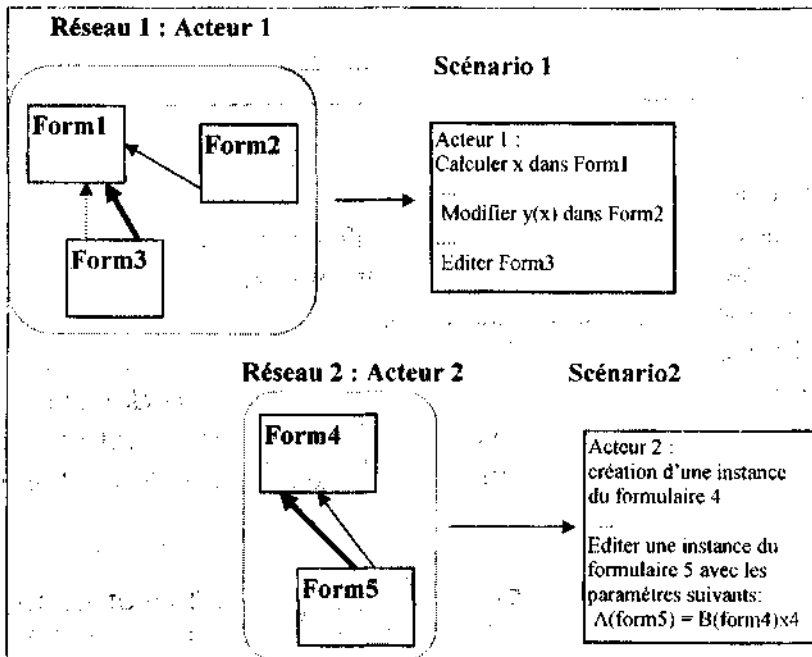 Réseau 1 : Acteur 1
Scénario 1
Form1
Form2
Form3
Acteur 1 :
Calculer x dans Form1
...
Modifier y(x) dans Form2
....
Editer Form3
Réseau 2 : Acteur 2
Scénario2
Form4
Form5
Acteur 2 :
création d'une instance
du formulaire 4
...
Editer une instance du
formulaire 5 avec les
paramètres suivants:
A(form5) = B(form4)x4